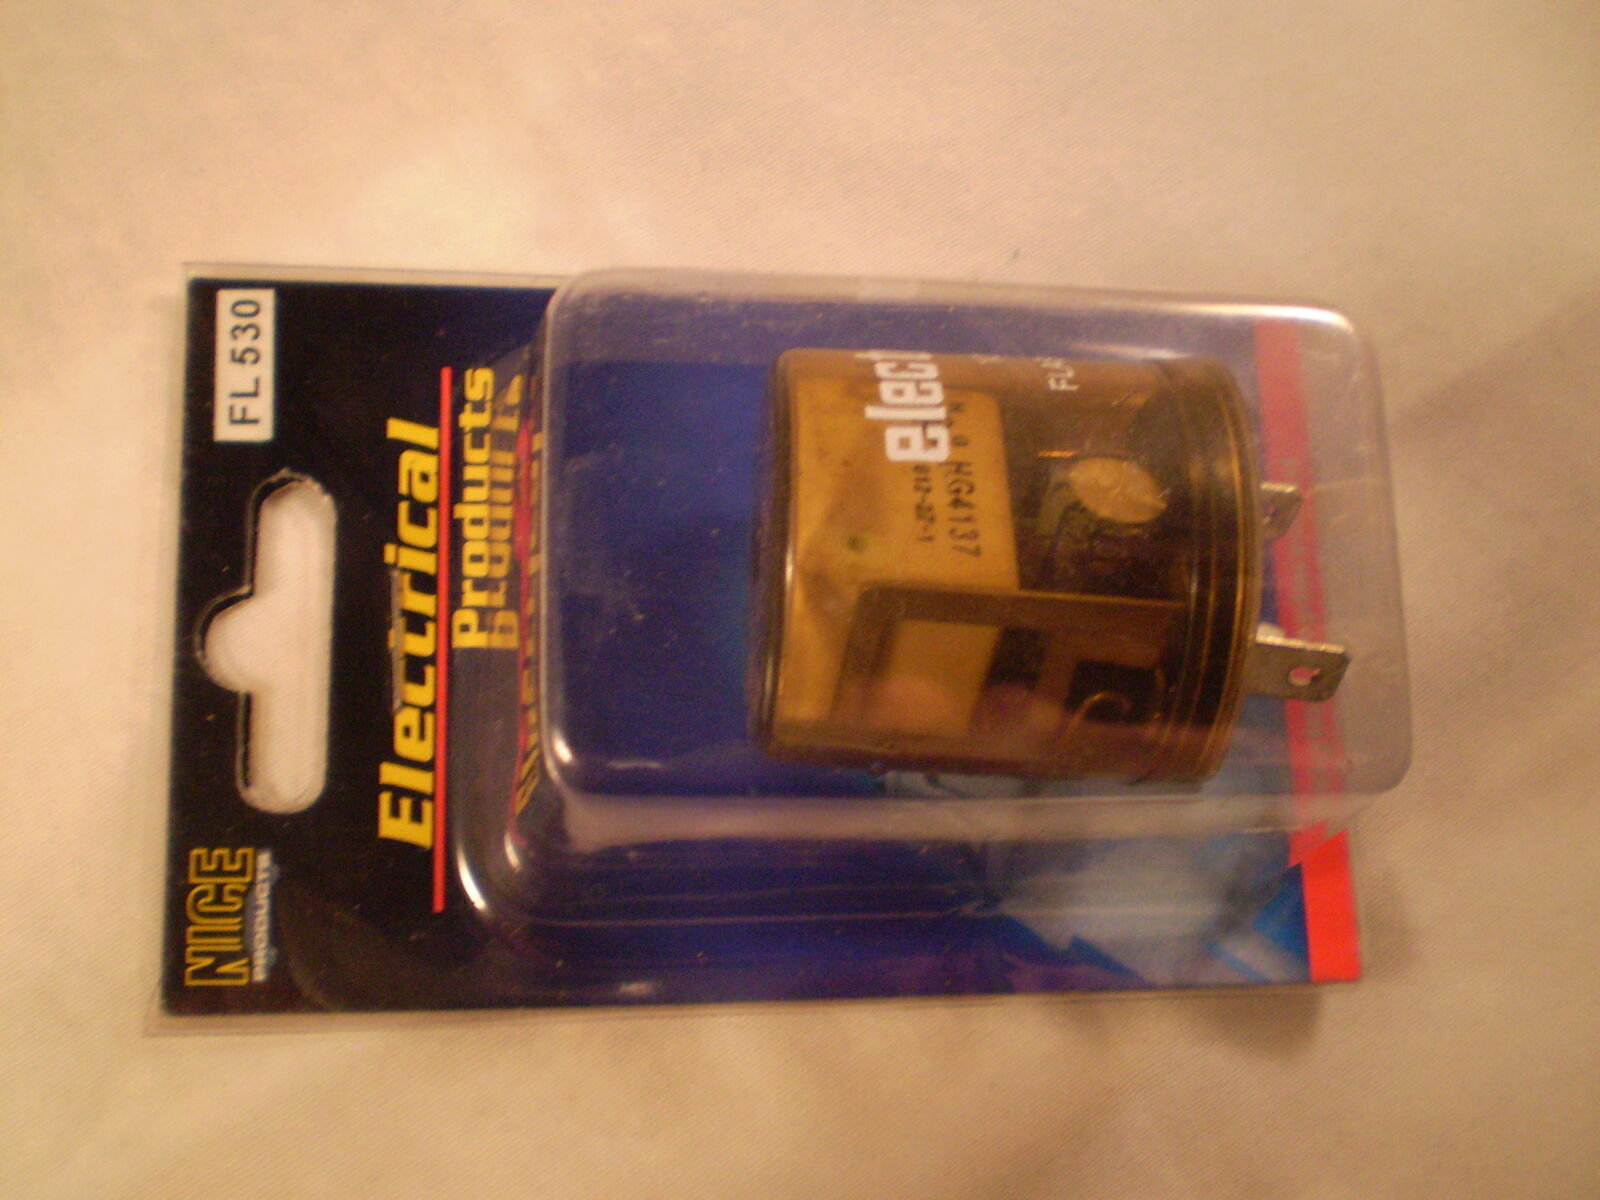 FL 530
NICE
PRODUCTS
Electrical
Products
elect
HG4137